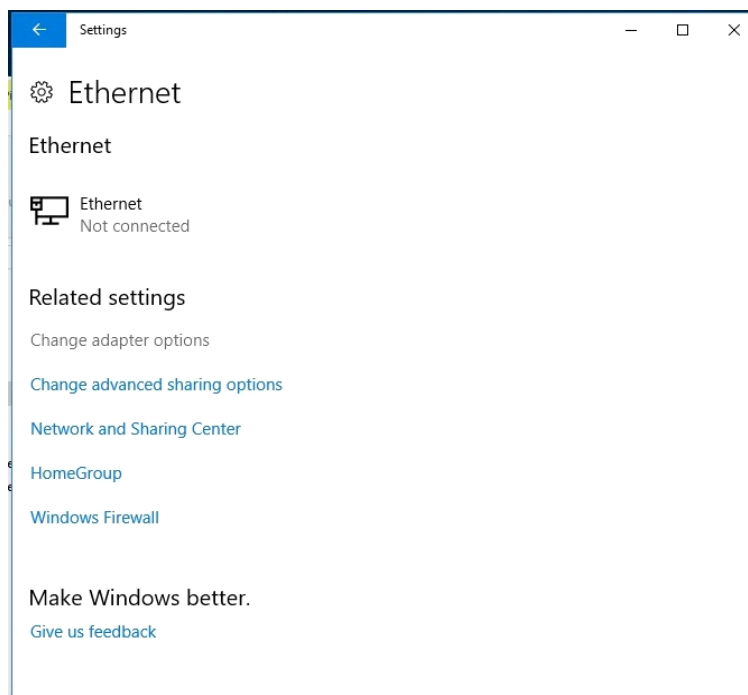 Settings
Ethernet
Ethernet
Ethernet
Not connected
Related settings
Change adapter options
Change advanced sharing options
Network and Sharing Center
HomeGroup
Windows Firewall
Make Windows better.
Give us feedback